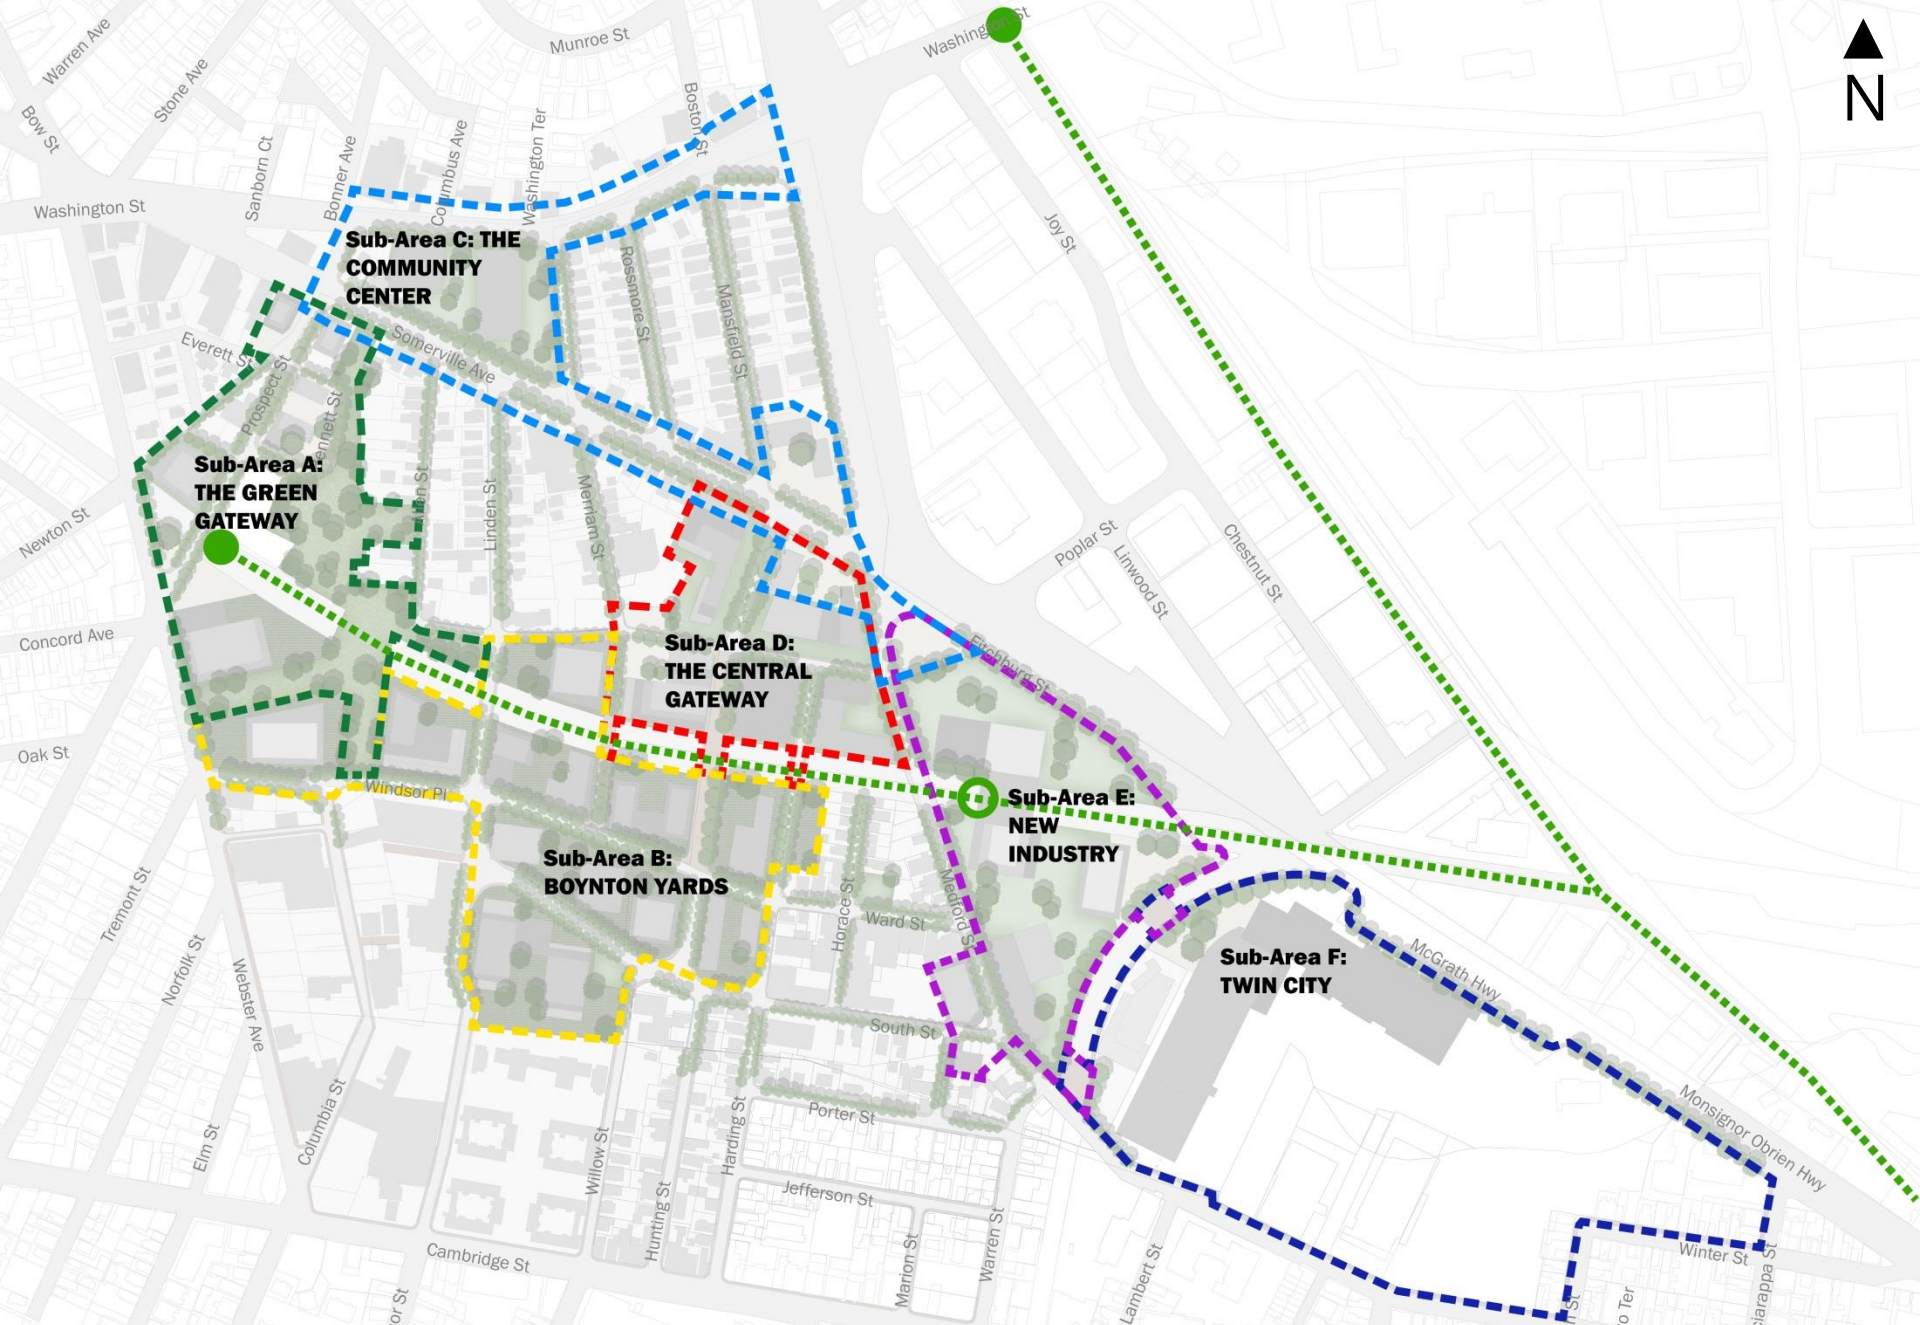 Warren Ave
Munroe St
Washington St
N
Stone Ave
Bow St
Boston St
Sanborn Ct
Bonner Ave
Columbus Ave
Washington Ter
Washington St
Joy St
Sub-Area C: THE
COMMUNITY
CENTER
Rossmore St
Mansfield St
Everett St
Prospect St
Somerville Ave
Sub-Area A:
THE GREEN
GATEWAY
Linden St
Merriam St
Newton St
Poplar St
Linwood St
Chestnut St
Concord Ave
Sub-Area D:
THE CENTRAL
GATEWAY
Fitchburg St
Oak St
Windsor Pl
Sub-Area E:
NEW
INDUSTRY
Sub-Area B:
BOYNTON YARDS
Tremont St
Norfolk St
Webster Ave
Horace St
Ward St
Medford St
Sub-Area F:
TWIN CITY
McGrath Hwy
South St
Porter St
Monsignor Obrien Hwy
Columbia St
Elm St
Willow St
Harding St
Hunting St
Jefferson St
Marion St
Warren St
Lambert St
Winter St
Cambridge St